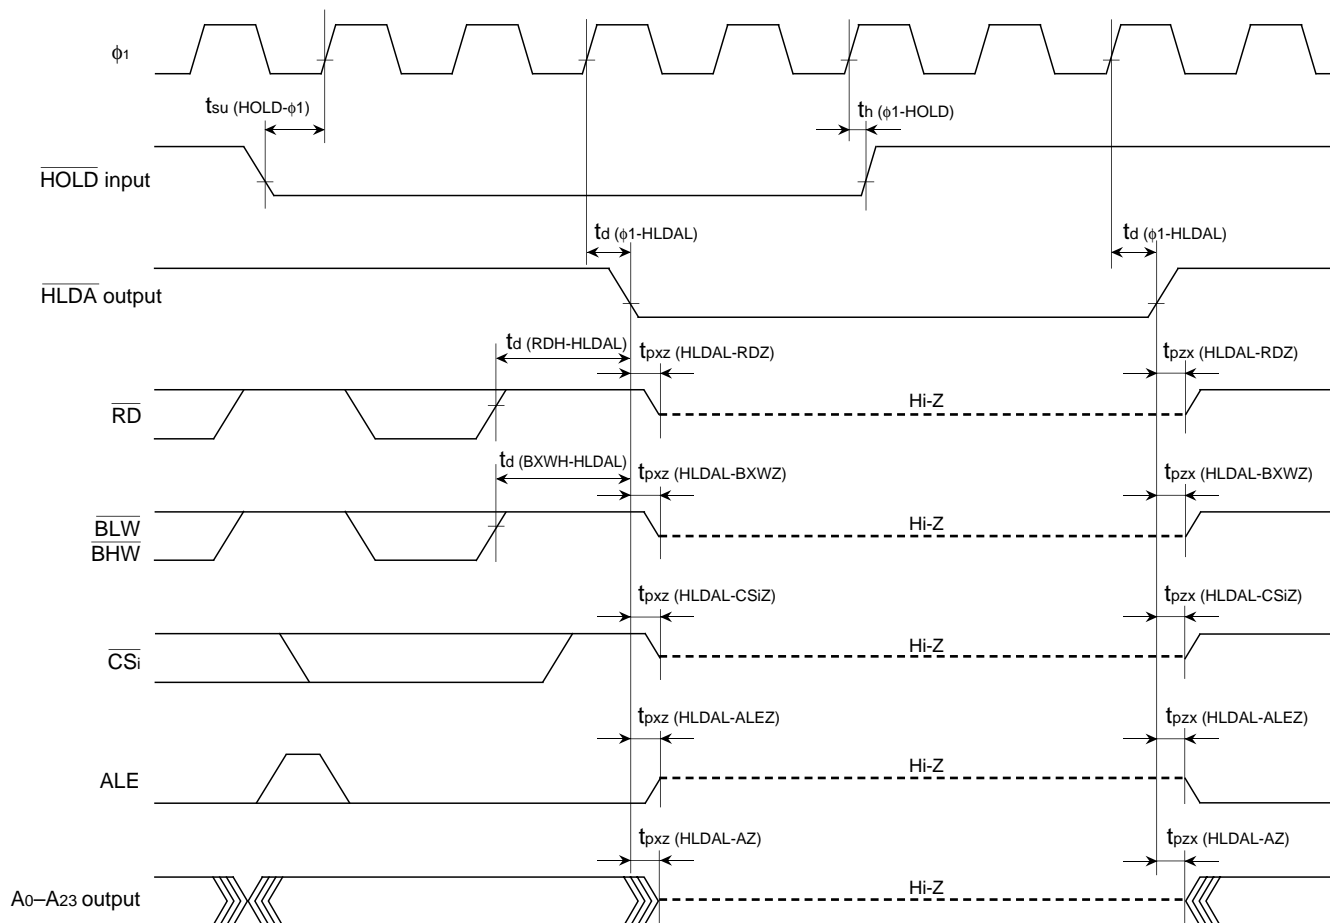 ϕ1
tsu (HOLD-ϕ1)
th (ϕ1-HOLD)
HOLD input
td (ϕ1-HLDAL)
td (ϕ1-HLDAL)
HLDA output
td (RDH-HLDAL)
tpxz (HLDAL-RDZ)
tpzx (HLDAL-RDZ)
RD
Hi-Z
td (BXWH-HLDAL)
tpxz (HLDAL-BXWZ)
tpzx (HLDAL-BXWZ)
BLW
BHW
Hi-Z
tpxz (HLDAL-CSiZ)
tpzx (HLDAL-CSiZ)
CSi
Hi-Z
tpxz (HLDAL-ALEZ)
tpzx (HLDAL-ALEZ)
ALE
Hi-Z
tpxz (HLDAL-AZ)
tpzx (HLDAL-AZ)
A0–A23 output
Hi-Z